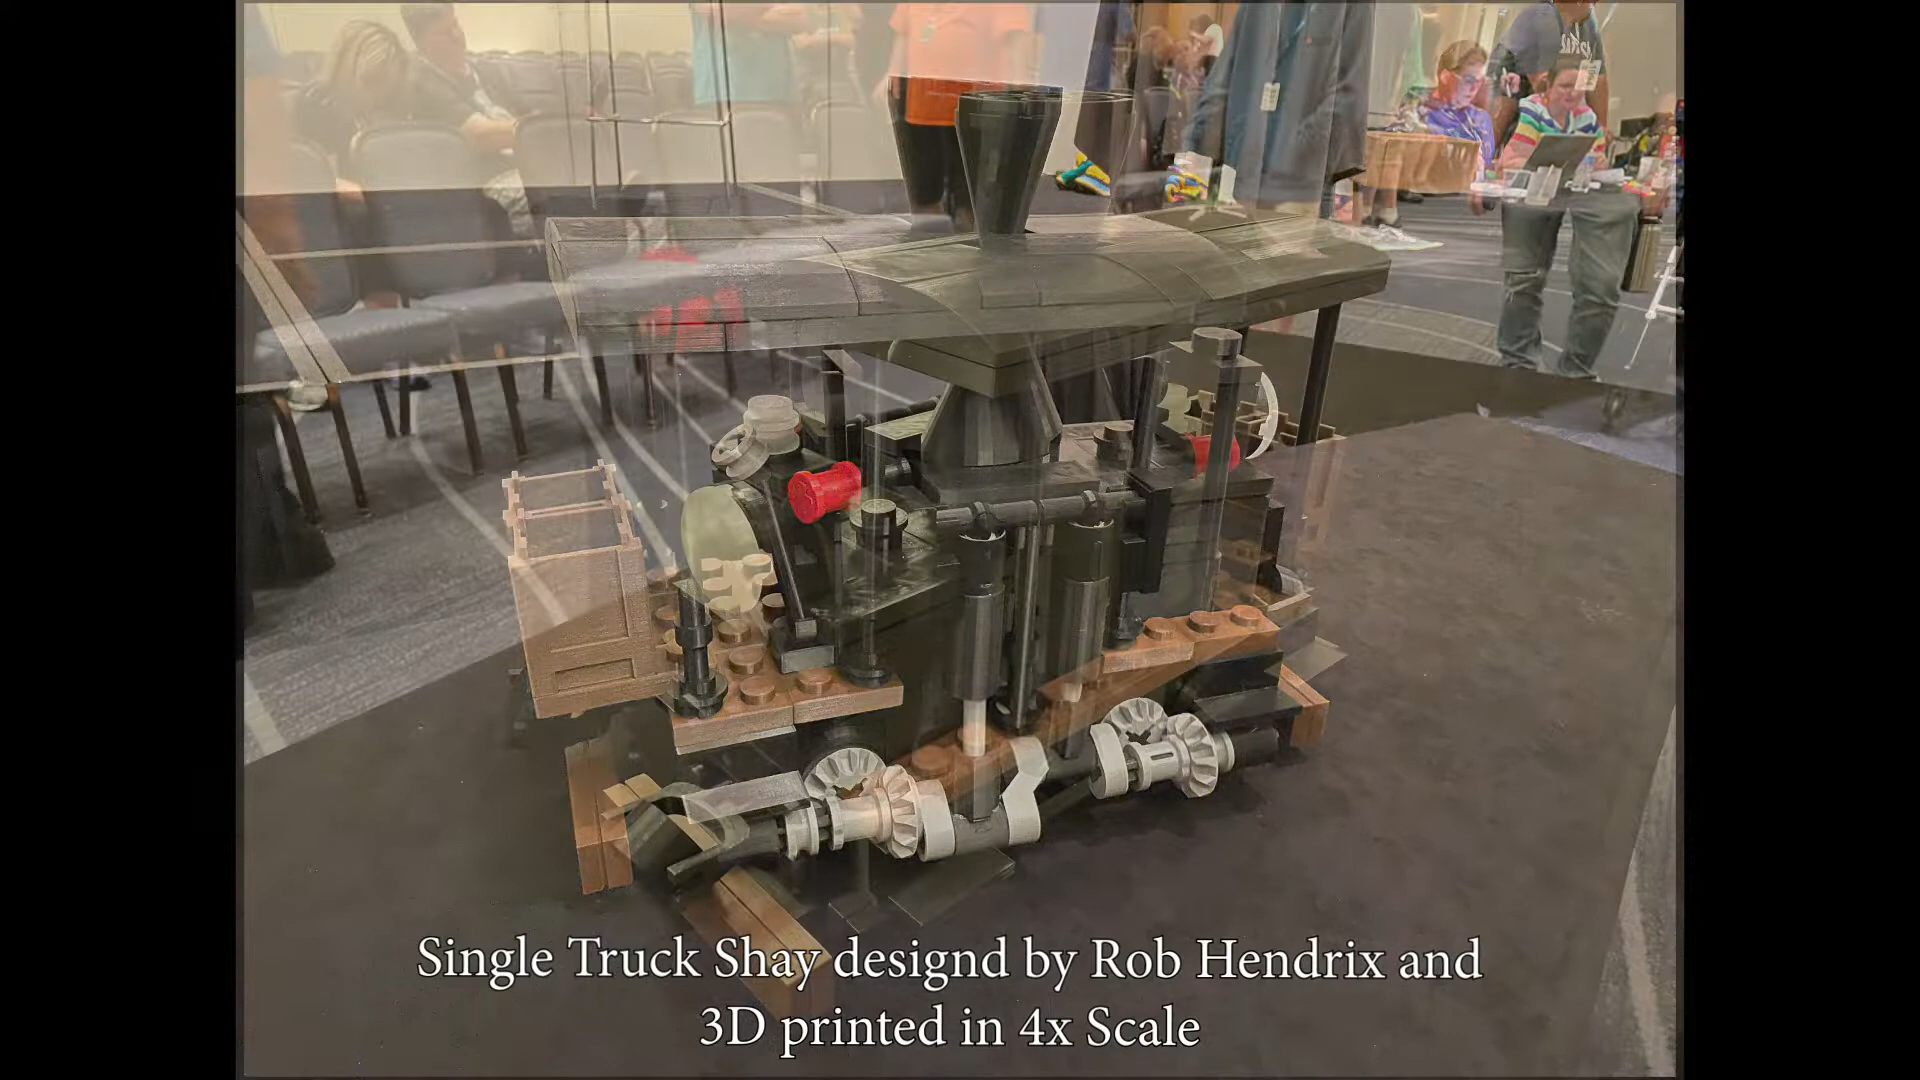 Single Truck Shay designd by Rob Hendrix and
3D printed in 4x Scale